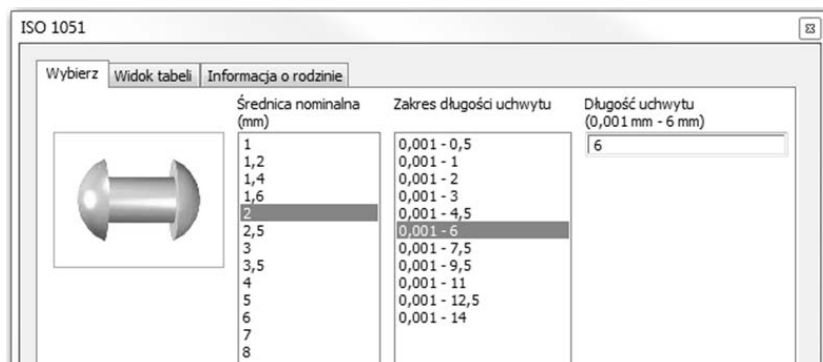 ISO 1051
Wybierz
Widok tabeli
Informacja o rodzinie
Średnica nominalna
(mm)
1
1,2
1,4
1,6
2
2,5
3
3,5
4
5
6
7
8
Zakres długości uchwytu
0,001 - 0,5
0,001 - 1
0,001 - 2
0,001 - 3
0,001 - 4,5
0,001 - 6
0,001 - 7,5
0,001 - 9,5
0,001 - 11
0,001 - 12,5
0,001 - 14
Długość uchwytu
(0,001 mm - 6 mm)
6